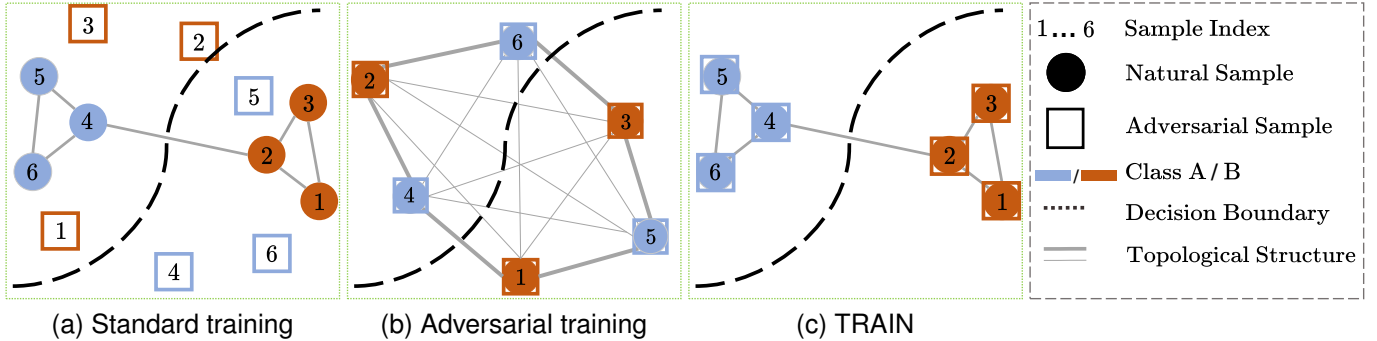 3
2
5
5
3
4
2
6
1
1
6
4
6
2
3
4
5
1
5
3
4
2
6
1
1 ... 6 Sample Index
Natural Sample
Adversarial Sample
/ Class A / B
Decision Boundary
Topological Structure
(a) Standard training
(b) Adversarial training
(c) TRAIN